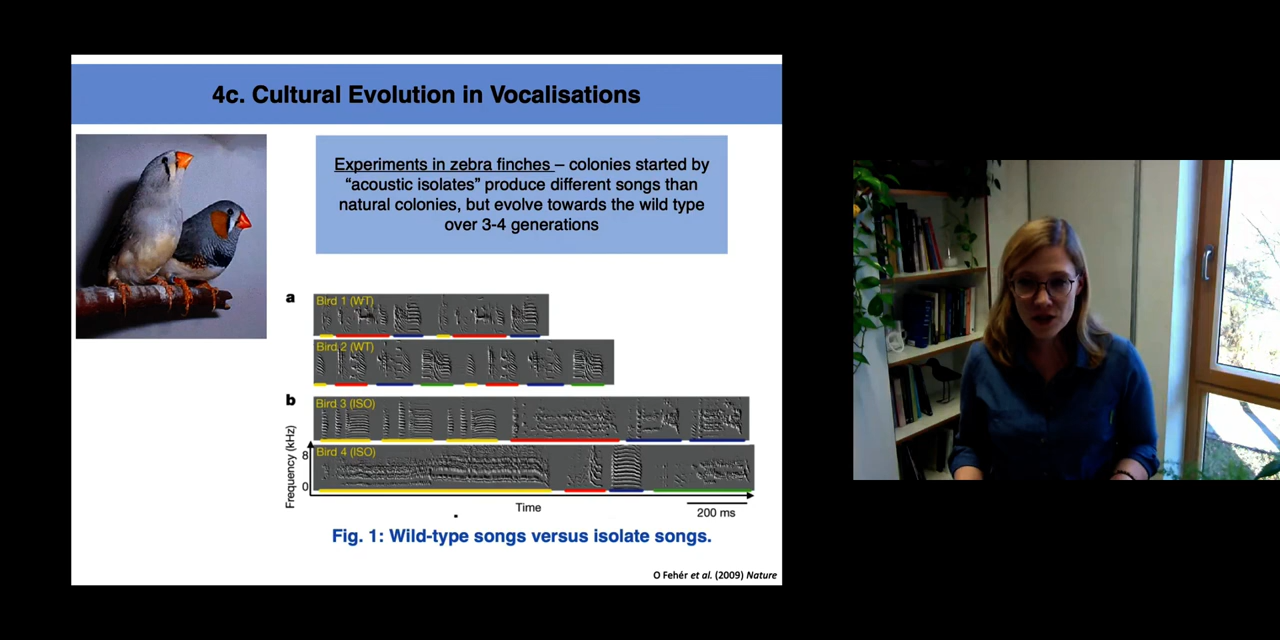 4c. Cultural Evolution in Vocalisations
Experiments in zebra finches – colonies started by
“acoustic isolates” produce different songs than
natural colonies, but evolve towards the wild type
over 3-4 generations
a
Bird 1 (WT)
Bird 2 (WT)
b
Bird 3 (ISO)
Bird 4 (ISO)
Frequency (kHz)
8
0
Time
200 ms
Fig. 1: Wild-type songs versus isolate songs.
O Fehér et al. (2009) Nature